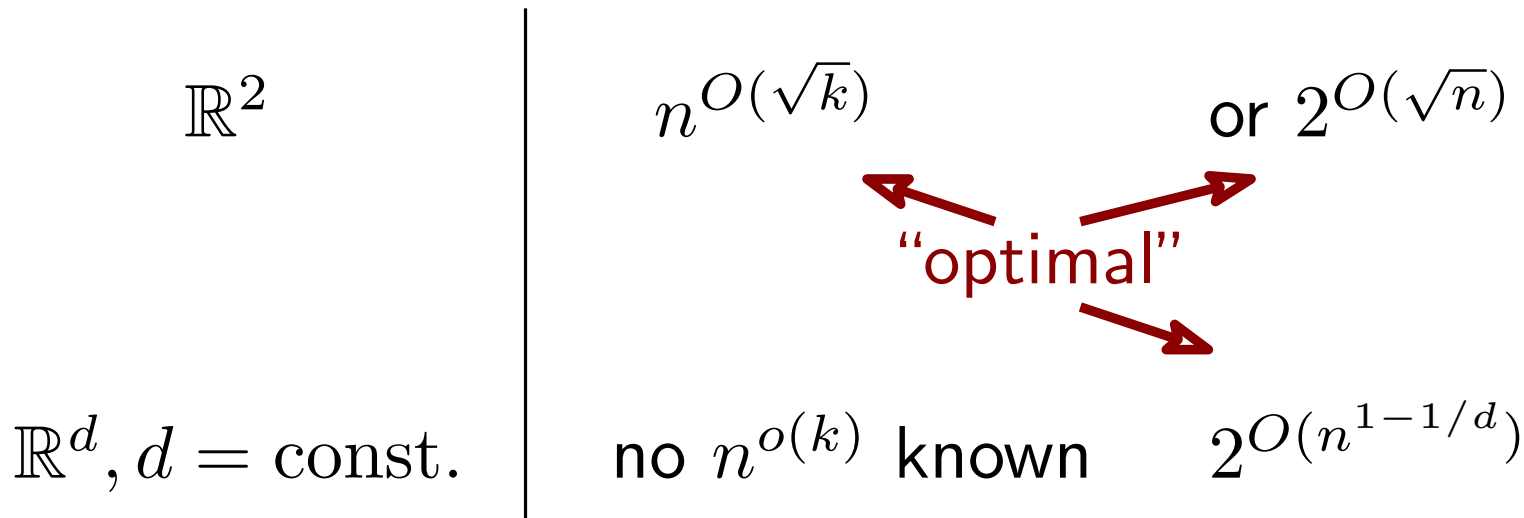 ℝ² n^{O(√k)} or 2^{O(√n)}
“optimal”
ℝ^d, d = const. no n^{o(k)} known 2^{O(n^{1−1/d})}